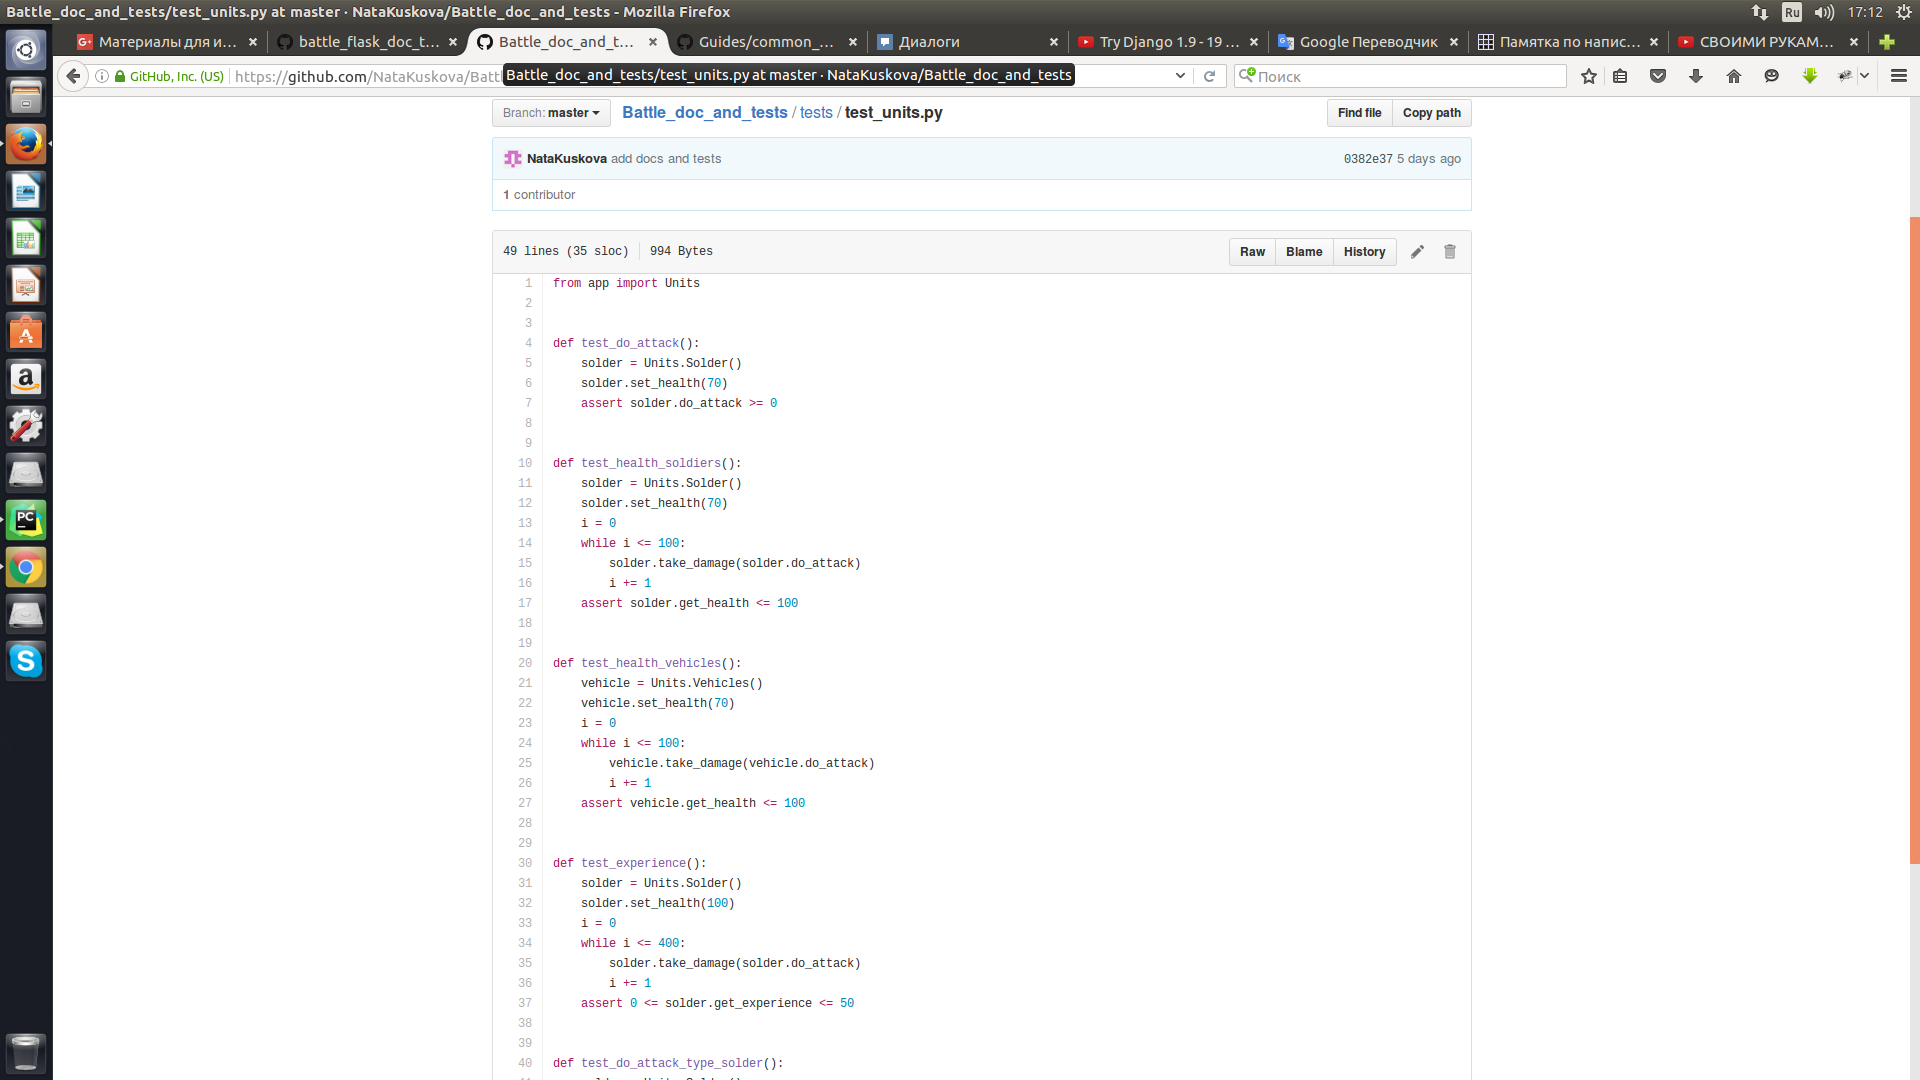 Battle_doc_and_tests/test_units.py at master · NataKuskova/Battle_doc_and_tests - Mozilla Firefox
Ru 17:12
Материалы для и...
battle_flask_doc_t...
Battle_doc_and_t...
Guides/common_...
Диалоги
Try Django 1.9 - 19 ...
Google Переводчик
Памятка по напис...
СВОИМИ РУКАМ...
GitHub, Inc. (US)
https://github.com/NataKuskova/Battl
Battle_doc_and_tests/test_units.py at master · NataKuskova/Battle_doc_and_tests
Поиск
Branch: master
Battle_doc_and_tests / tests / test_units.py
Find file
Copy path
NataKuskova add docs and tests
0382e37 5 days ago
1 contributor
49 lines (35 sloc)
994 Bytes
Raw
Blame
History
1 from app import Units
2
3
4 def test_do_attack():
5     solder = Units.Solder()
6     solder.set_health(70)
7     assert solder.do_attack >= 0
8
9
10 def test_health_soldiers():
11     solder = Units.Solder()
12     solder.set_health(70)
13     i = 0
14     while i <= 100:
15         solder.take_damage(solder.do_attack)
16         i += 1
17     assert solder.get_health <= 100
18
19
20 def test_health_vehicles():
21     vehicle = Units.Vehicles()
22     vehicle.set_health(70)
23     i = 0
24     while i <= 100:
25         vehicle.take_damage(vehicle.do_attack)
26         i += 1
27     assert vehicle.get_health <= 100
28
29
30 def test_experience():
31     solder = Units.Solder()
32     solder.set_health(100)
33     i = 0
34     while i <= 400:
35         solder.take_damage(solder.do_attack)
36         i += 1
37     assert 0 <= solder.get_experience <= 50
38
39
40 def test_do_attack_type_solder():